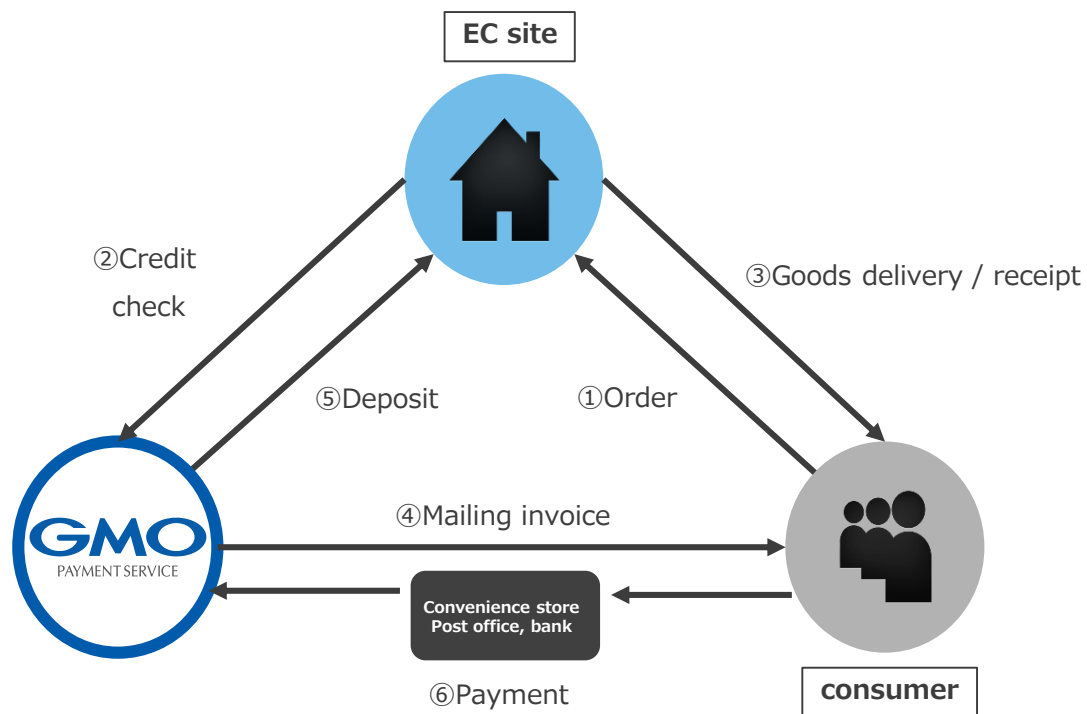 EC site
②Credit
check
③Goods delivery / receipt
⑤Deposit
①Order
GMO
PAYMENT SERVICE
④Mailing invoice
Convenience store
Post office, bank
⑥Payment
consumer